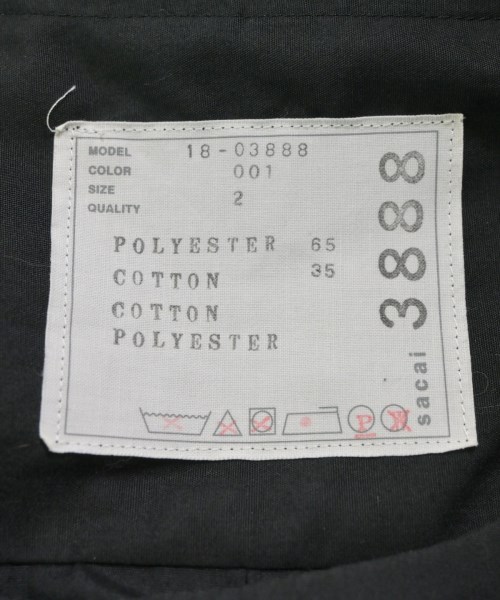 MODEL 18-03888
COLOR 001
SIZE 2
QUALITY
POLYESTER 65
COTTON 35
COTTON
POLYESTER
sacai 3888
P W